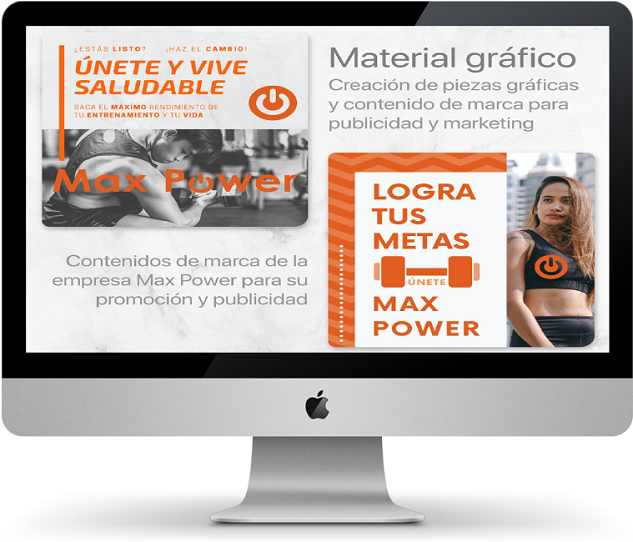 ¿ESTÁS LISTO? ¡HAZ EL CAMBIO!
ÚNETE Y VIVE
SALUDABLE
SACA EL MÁXIMO RENDIMIENTO DE
TU ENTRENAMIENTO Y TU VIDA
Max Power
Contenidos de marca de la
empresa Max Power para su
promoción y publicidad
Material gráfico
Creación de piezas gráficas
y contenido de marca para
publicidad y marketing
LOGRA
TUS
METAS
ÚNETE
MAX
POWER